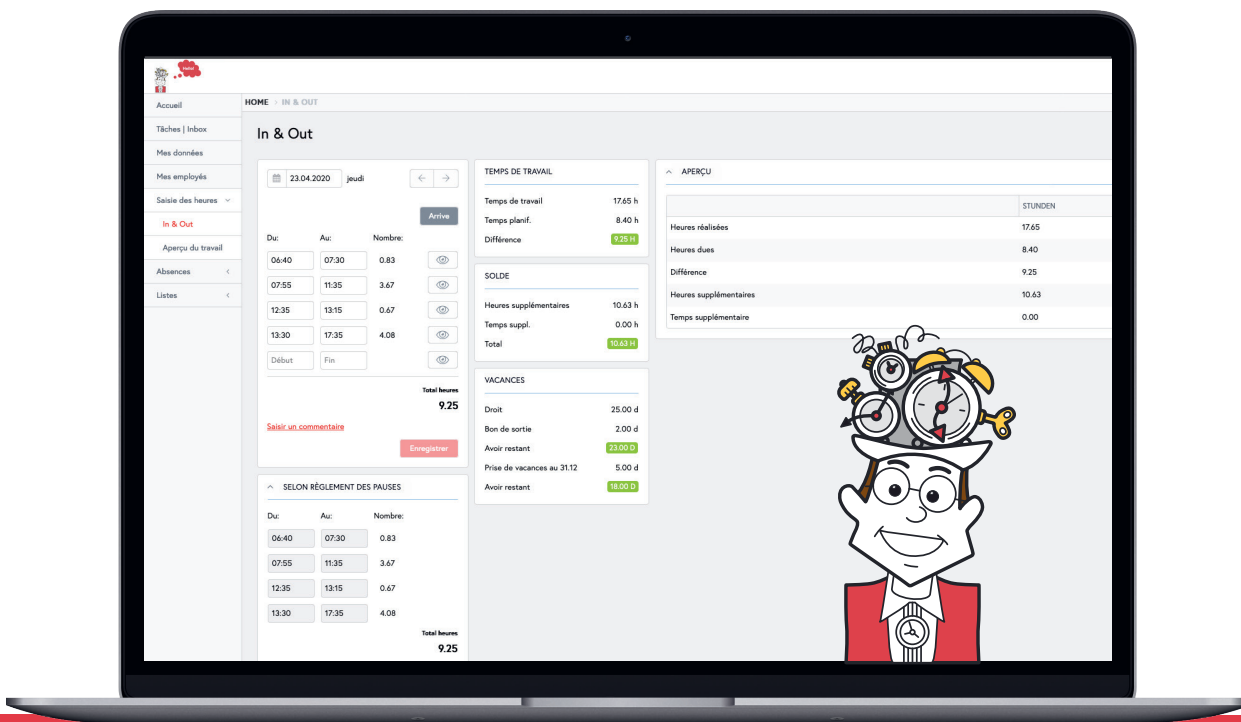 Hello!
Accueil
Tâches | Inbox
Mes données
Mes employés
Saisie des heures
In & Out
Aperçu du travail
Absences
Listes
HOME IN & OUT
In & Out
23.04.2020 jeudi
Arrive
Du: Au: Nombre:
06:40 07:30 0.83
07:55 11:35 3.67
12:35 13:15 0.67
13:30 17:35 4.08
Début Fin
Total heures
9.25
Saisir un commentaire
Enregistrer
SELON RÈGLEMENT DES PAUSES
Du: Au: Nombre:
06:40 07:30 0.83
07:55 11:35 3.67
12:35 13:15 0.67
13:30 17:35 4.08
Total heures
9.25
TEMPS DE TRAVAIL
Temps de travail 17.65 h
Temps planif. 8.40 h
Différence 9.25 H
SOLDE
Heures supplémentaires 10.63 h
Temps suppl. 0.00 h
Total 10.63 H
VACANCES
Droit 25.00 d
Bon de sortie 2.00 d
Avoir restant 23.00 D
Prise de vacances au 31.12 5.00 d
Avoir restant 18.00 D
APERÇU
STUNDEN
Heures réalisées 17.65
Heures dues 8.40
Différence 9.25
Heures supplémentaires 10.63
Temps supplémentaire 0.00